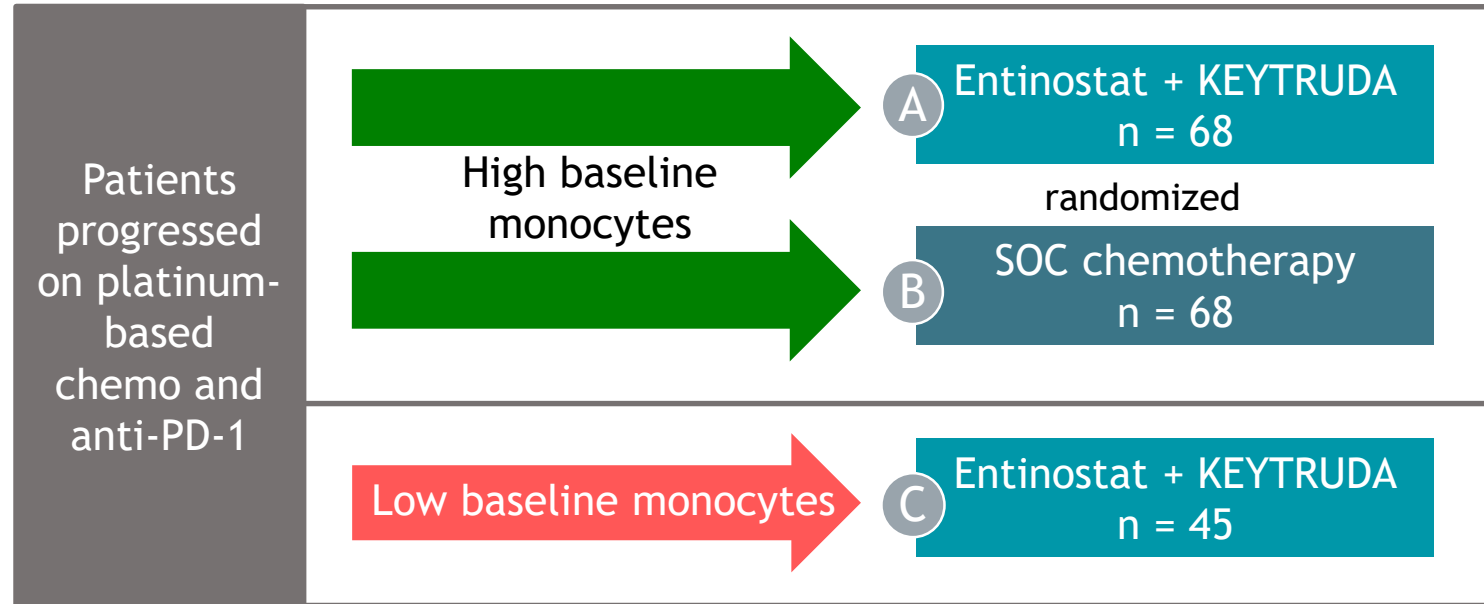 Patients
progressed
on platinum-
based
chemo and
anti-PD-1
High baseline
monocytes
A
Entinostat + KEYTRUDA
n = 68
randomized
B
SOC chemotherapy
n = 68
Low baseline monocytes
C
Entinostat + KEYTRUDA
n = 45